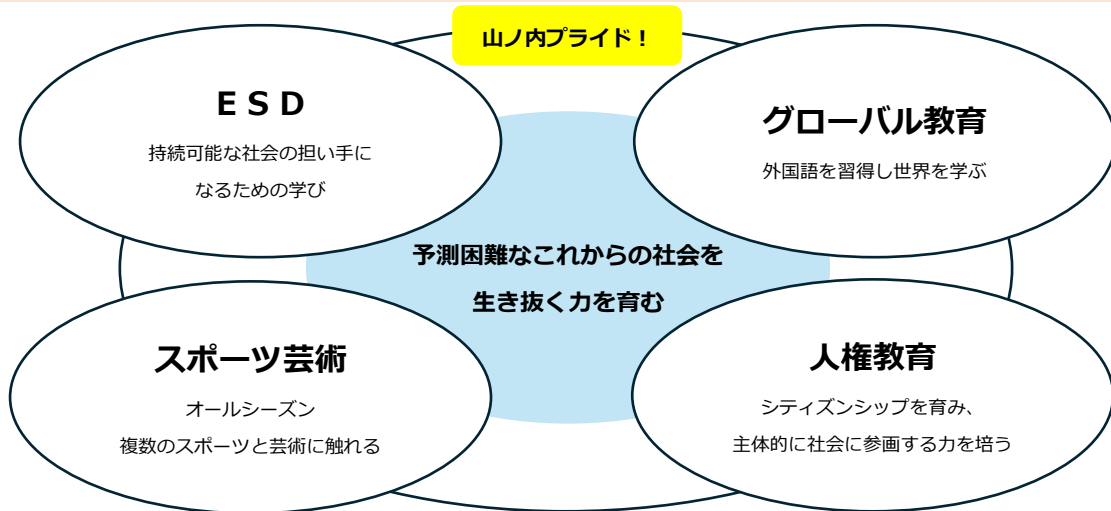 山ノ内プライド！
ＥＳＤ
持続可能な社会の担い手に
なるための学び
グローバル教育
外国語を習得し世界を学ぶ
予測困難なこれからの社会を
生き抜く力を育む
スポーツ芸術
オールシーズン
複数のスポーツと芸術に触れる
人権教育
シティズンシップを育み、
主体的に社会に参画する力を培う